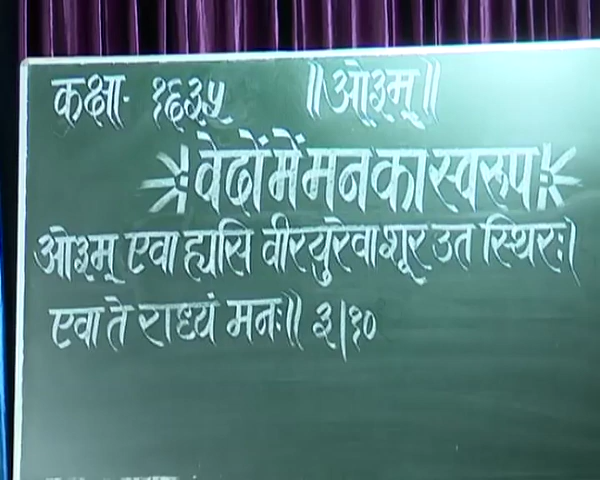 कक्षा- १६३५ ॥ओ३म्॥
वेदों में मन का स्वरूप
ओ३म् एवा ह्यसि वीरयुरेवा शूर उत स्थिरः।
एवा ते राध्यं मनः॥ ३।१०